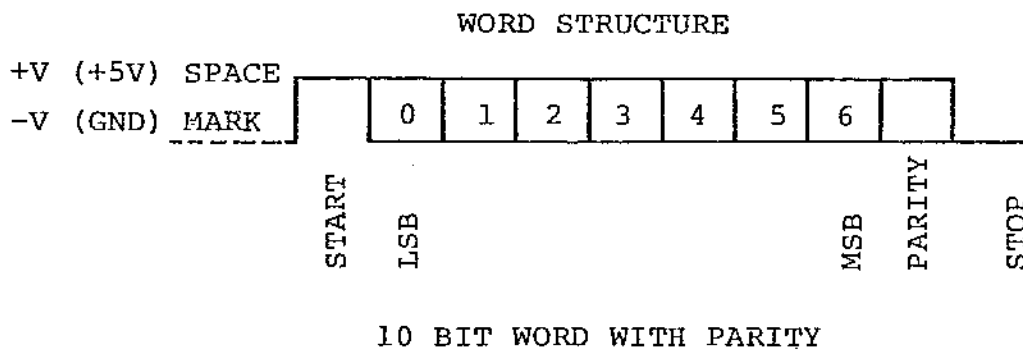 WORD STRUCTURE
+V (+5V) SPACE
-V (GND) MARK
0 1 2 3 4 5 6
START
LSB
MSB
PARITY
STOP
10 BIT WORD WITH PARITY